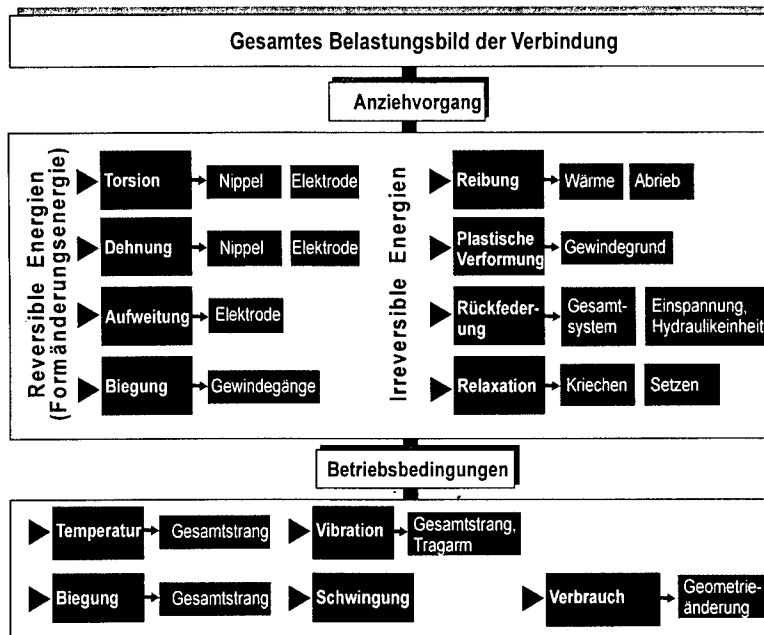 Gesamtes Belastungsbild der Verbindung
Anziehvorgang
Reversible Energien
(Formänderungsenergie)
Torsion
Nippel
Elektrode
Dehnung
Nippel
Elektrode
Aufweitung
Elektrode
Biegung
Gewindegänge
Irreversible Energien
Reibung
Wärme
Abrieb
Plastische
Verformung
Gewindegrund
Rückfeder-
ung
Gesamt-
system
Einspannung,
Hydraulikeinheit
Relaxation
Kriechen
Setzen
Betriebsbedingungen
Temperatur
Gesamtstrang
Vibration
Gesamtstrang,
Tragarm
Biegung
Gesamtstrang
Schwingung
Verbrauch
Geometrie-
änderung